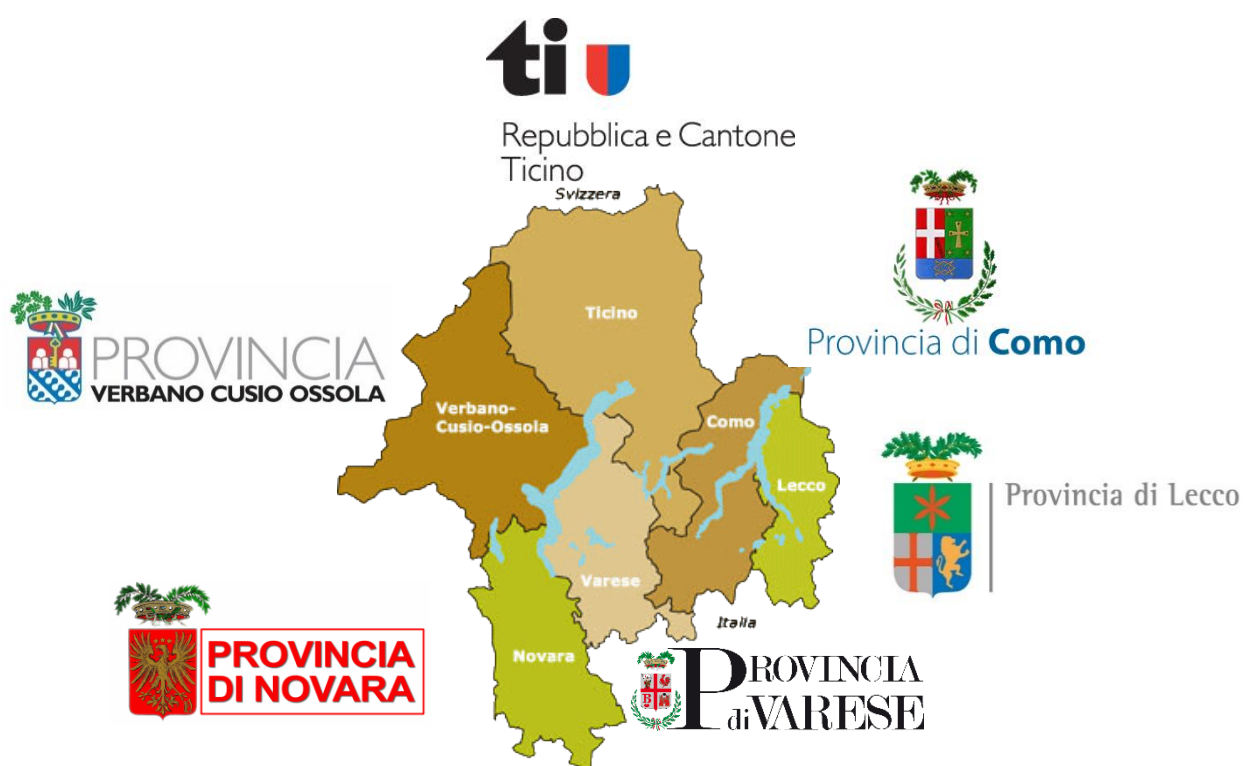 ti
Repubblica e Cantone
Ticino
Svizzera
Ticino
Provincia di Como
PROVINCIA
VERBANO CUSIO OSSOLA
Verbano-
Cusio-Ossola
Como
Lecco
Provincia di Lecco
Varese
Italia
Novara
PROVINCIA
DI NOVARA
PROVINCIA
di VARESE
B